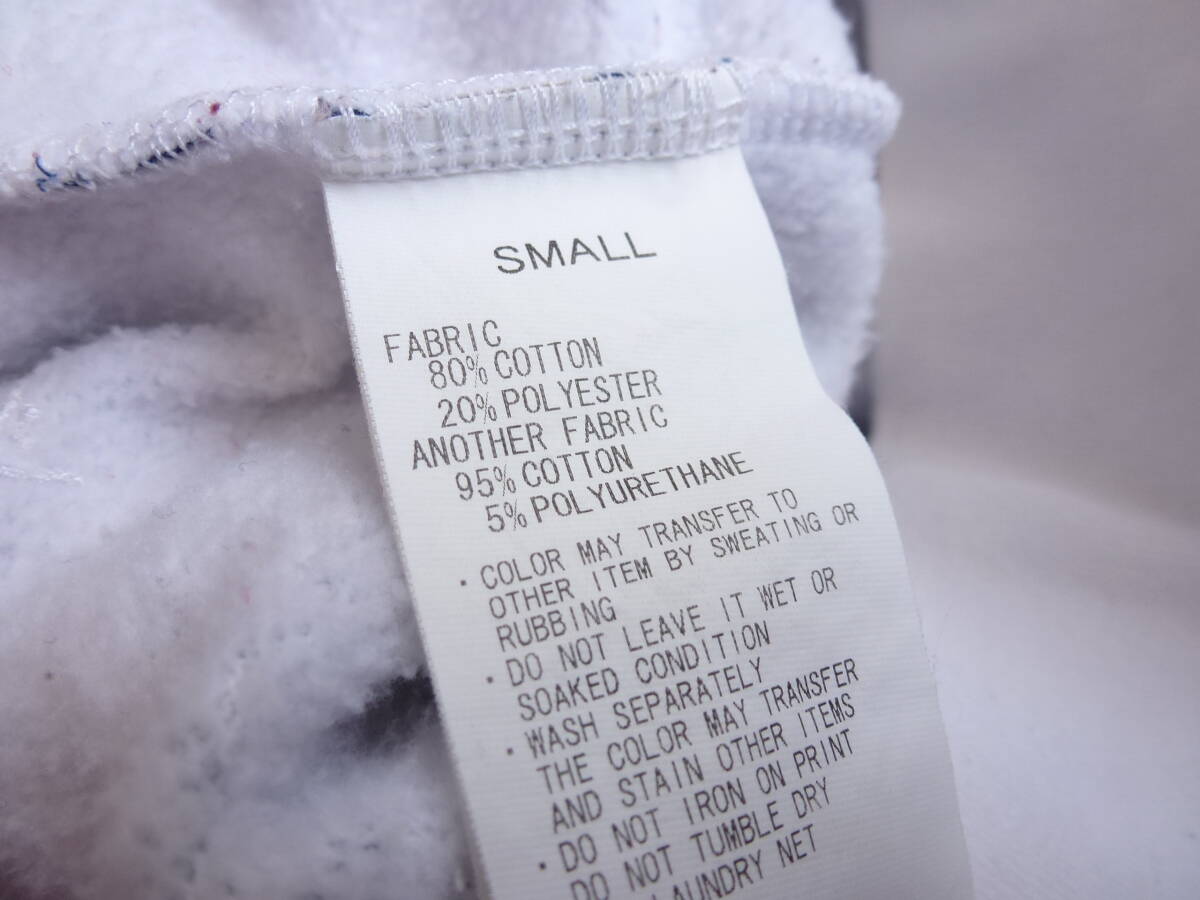 SMALL
FABRIC
80% COTTON
20% POLYESTER
ANOTHER FABRIC
95% COTTON
5% POLYURETHANE
・COLOR MAY TRANSFER TO
OTHER ITEM BY SWEATING OR
RUBBING
・DO NOT LEAVE IT WET OR
SOAKED CONDITION
・WASH SEPARATELY
THE COLOR MAY TRANSFER
AND STAIN OTHER ITEMS
・DO NOT IRON ON PRINT
DO NOT TUMBLE DRY
LAUNDRY NET